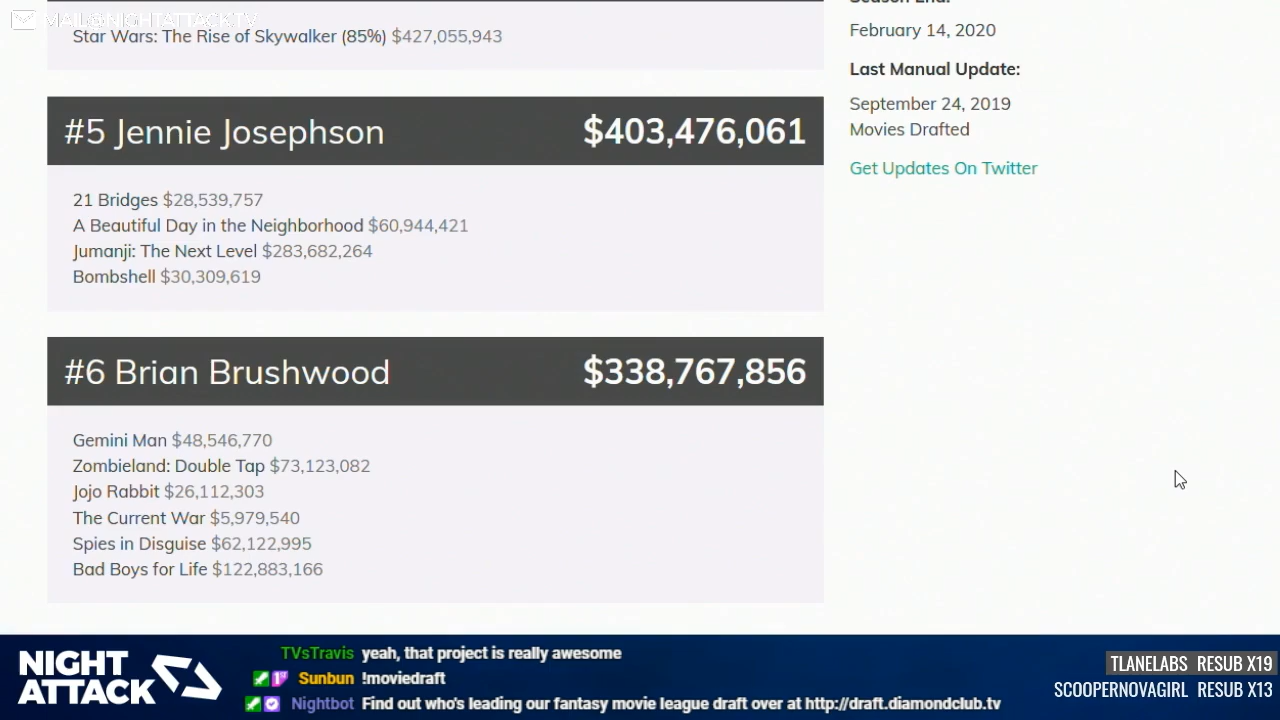 MAIL@NIGHTATTACK.TV
Season End:
Star Wars: The Rise of Skywalker (85%) $427,055,943
February 14, 2020
Last Manual Update:
September 24, 2019
Movies Drafted
Get Updates On Twitter
#5 Jennie Josephson $403,476,061
21 Bridges $28,539,757
A Beautiful Day in the Neighborhood $60,944,421
Jumanji: The Next Level $283,682,264
Bombshell $30,309,619
#6 Brian Brushwood $338,767,856
Gemini Man $48,546,770
Zombieland: Double Tap $73,123,082
Jojo Rabbit $26,112,303
The Current War $5,979,540
Spies in Disguise $62,122,995
Bad Boys for Life $122,883,166
NIGHT
ATTACK
TVsTravis yeah, that project is really awesome
Sunbun !moviedraft
Nightbot Find out who's leading our fantasy movie league draft over at http://draft.diamondclub.tv
TLANELABS RESUB X19
SCOOPERNOVAGIRL RESUB X13